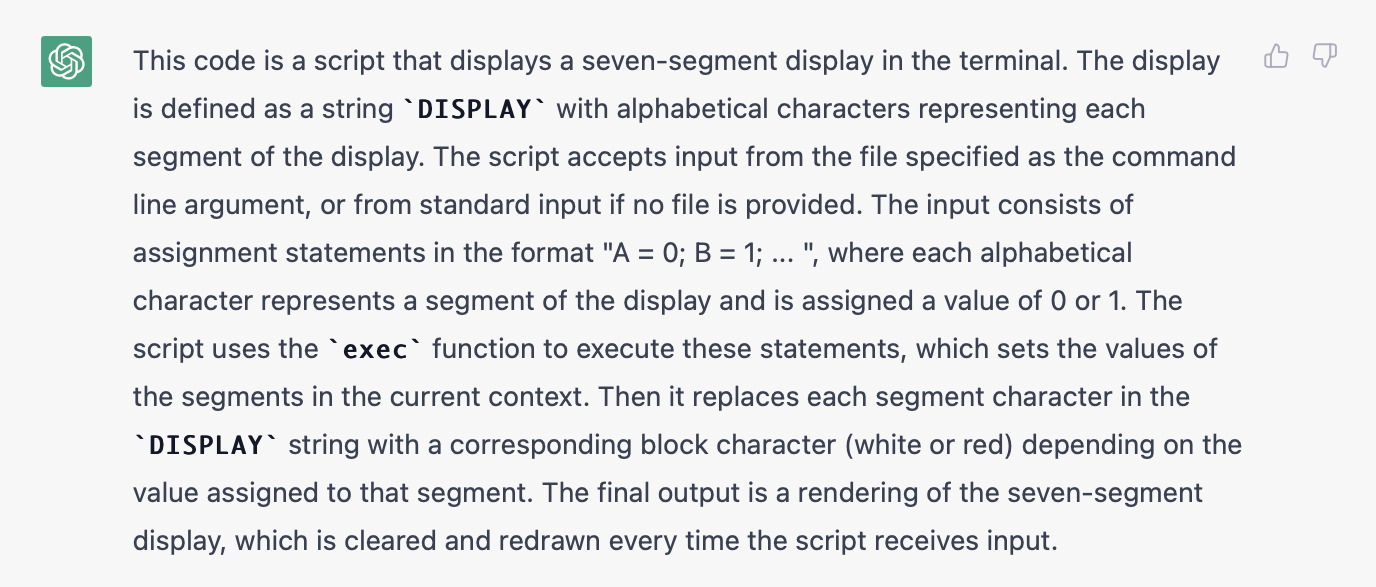 This code is a script that displays a seven-segment display in the terminal. The display
is defined as a string `DISPLAY` with alphabetical characters representing each
segment of the display. The script accepts input from the file specified as the command
line argument, or from standard input if no file is provided. The input consists of
assignment statements in the format "A = 0; B = 1; ... ", where each alphabetical
character represents a segment of the display and is assigned a value of 0 or 1. The
script uses the `exec` function to execute these statements, which sets the values of
the segments in the current context. Then it replaces each segment character in the
`DISPLAY` string with a corresponding block character (white or red) depending on the
value assigned to that segment. The final output is a rendering of the seven-segment
display, which is cleared and redrawn every time the script receives input.